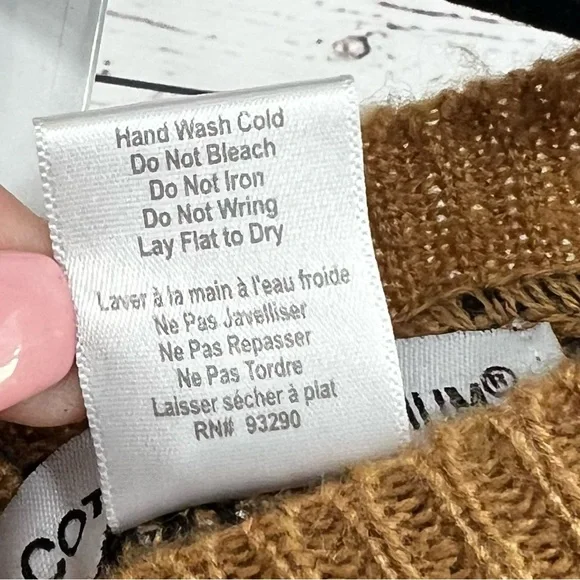 Hand Wash Cold
Do Not Bleach
Do Not Iron
Do Not Wring
Lay Flat to Dry
Laver à la main à l'eau froide
Ne Pas Javelliser
Ne Pas Repasser
Ne Pas Tordre
Laisser sécher à plat
RN# 93290